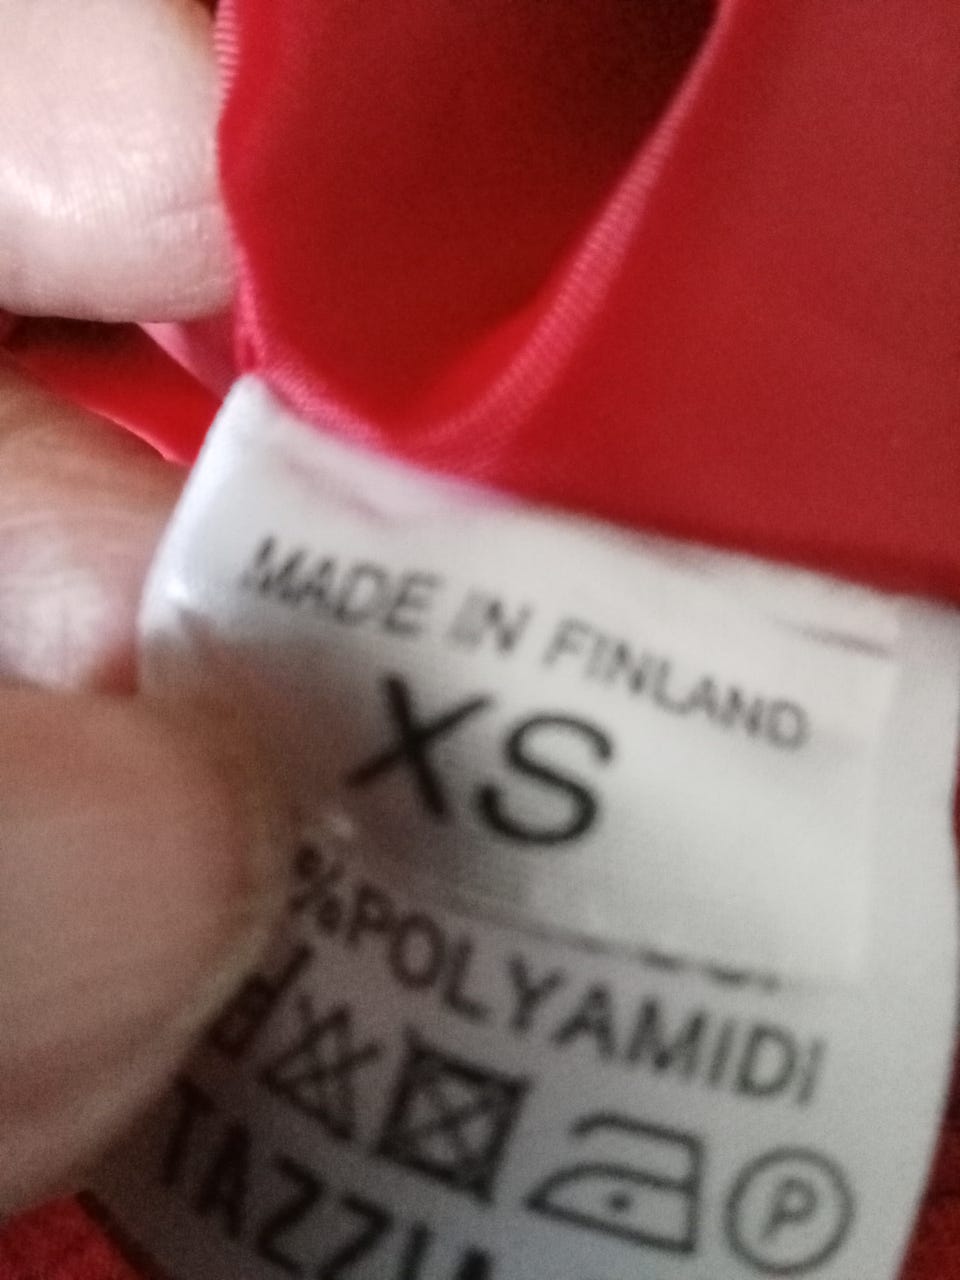 MADE IN FINLAND
XS
%POLYAMIDI
P